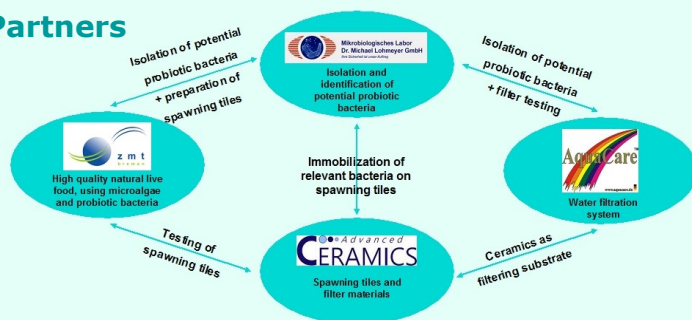 Partners
Isolation of potential
probiotic bacteria
+ preparation of
spawning tiles
Mikrobiologisches Labor
Dr. Michael Lohmeyer GmbH
Isolation and
identification of
potential probiotic
bacteria
Isolation of potential
probiotic bacteria
+ filter testing
zmt
bremen
High quality natural live
food, using microalgae
and probiotic bacteria
Immobilization of
relevant bacteria on
spawning tiles
AquaCare
www.aquacare.de
Water filtration
system
Testing of
spawning tiles
Advanced
CERAMICS
Spawning tiles and
filter materials
Ceramics as
filtering substrate